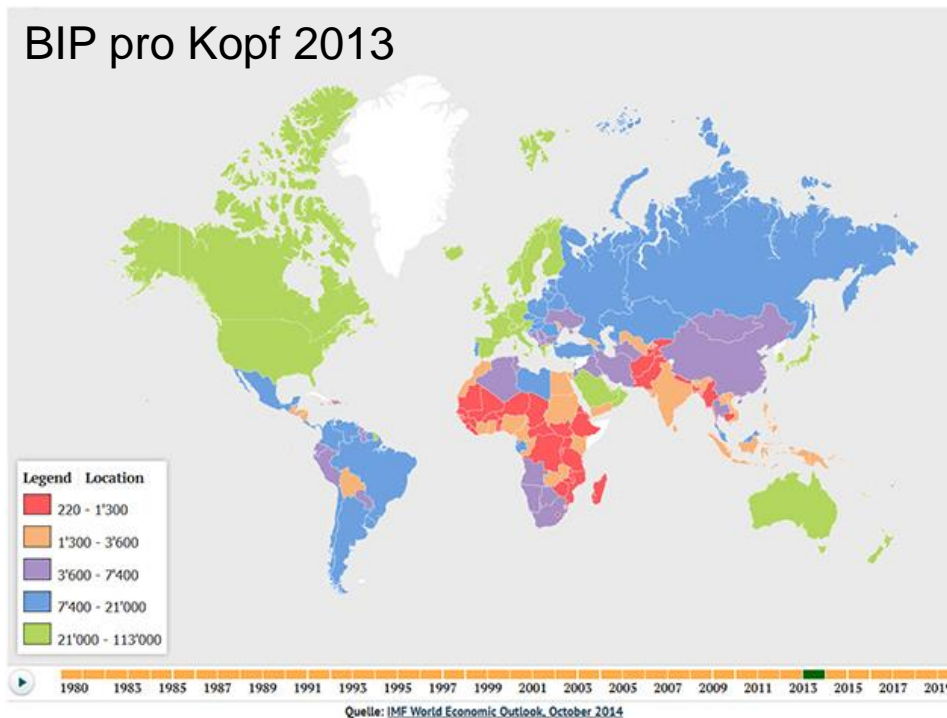 BIP pro Kopf 2013
Legend Location
220 - 1'300
1'300 - 3'600
3'600 - 7'400
7'400 - 21'000
21'000 - 113'000
1980 1983 1985 1987 1989 1991 1993 1995 1997 1999 2001 2003 2005 2007 2009 2011 2013 2015 2017 2019
Quelle: IMF World Economic Outlook, October 2014